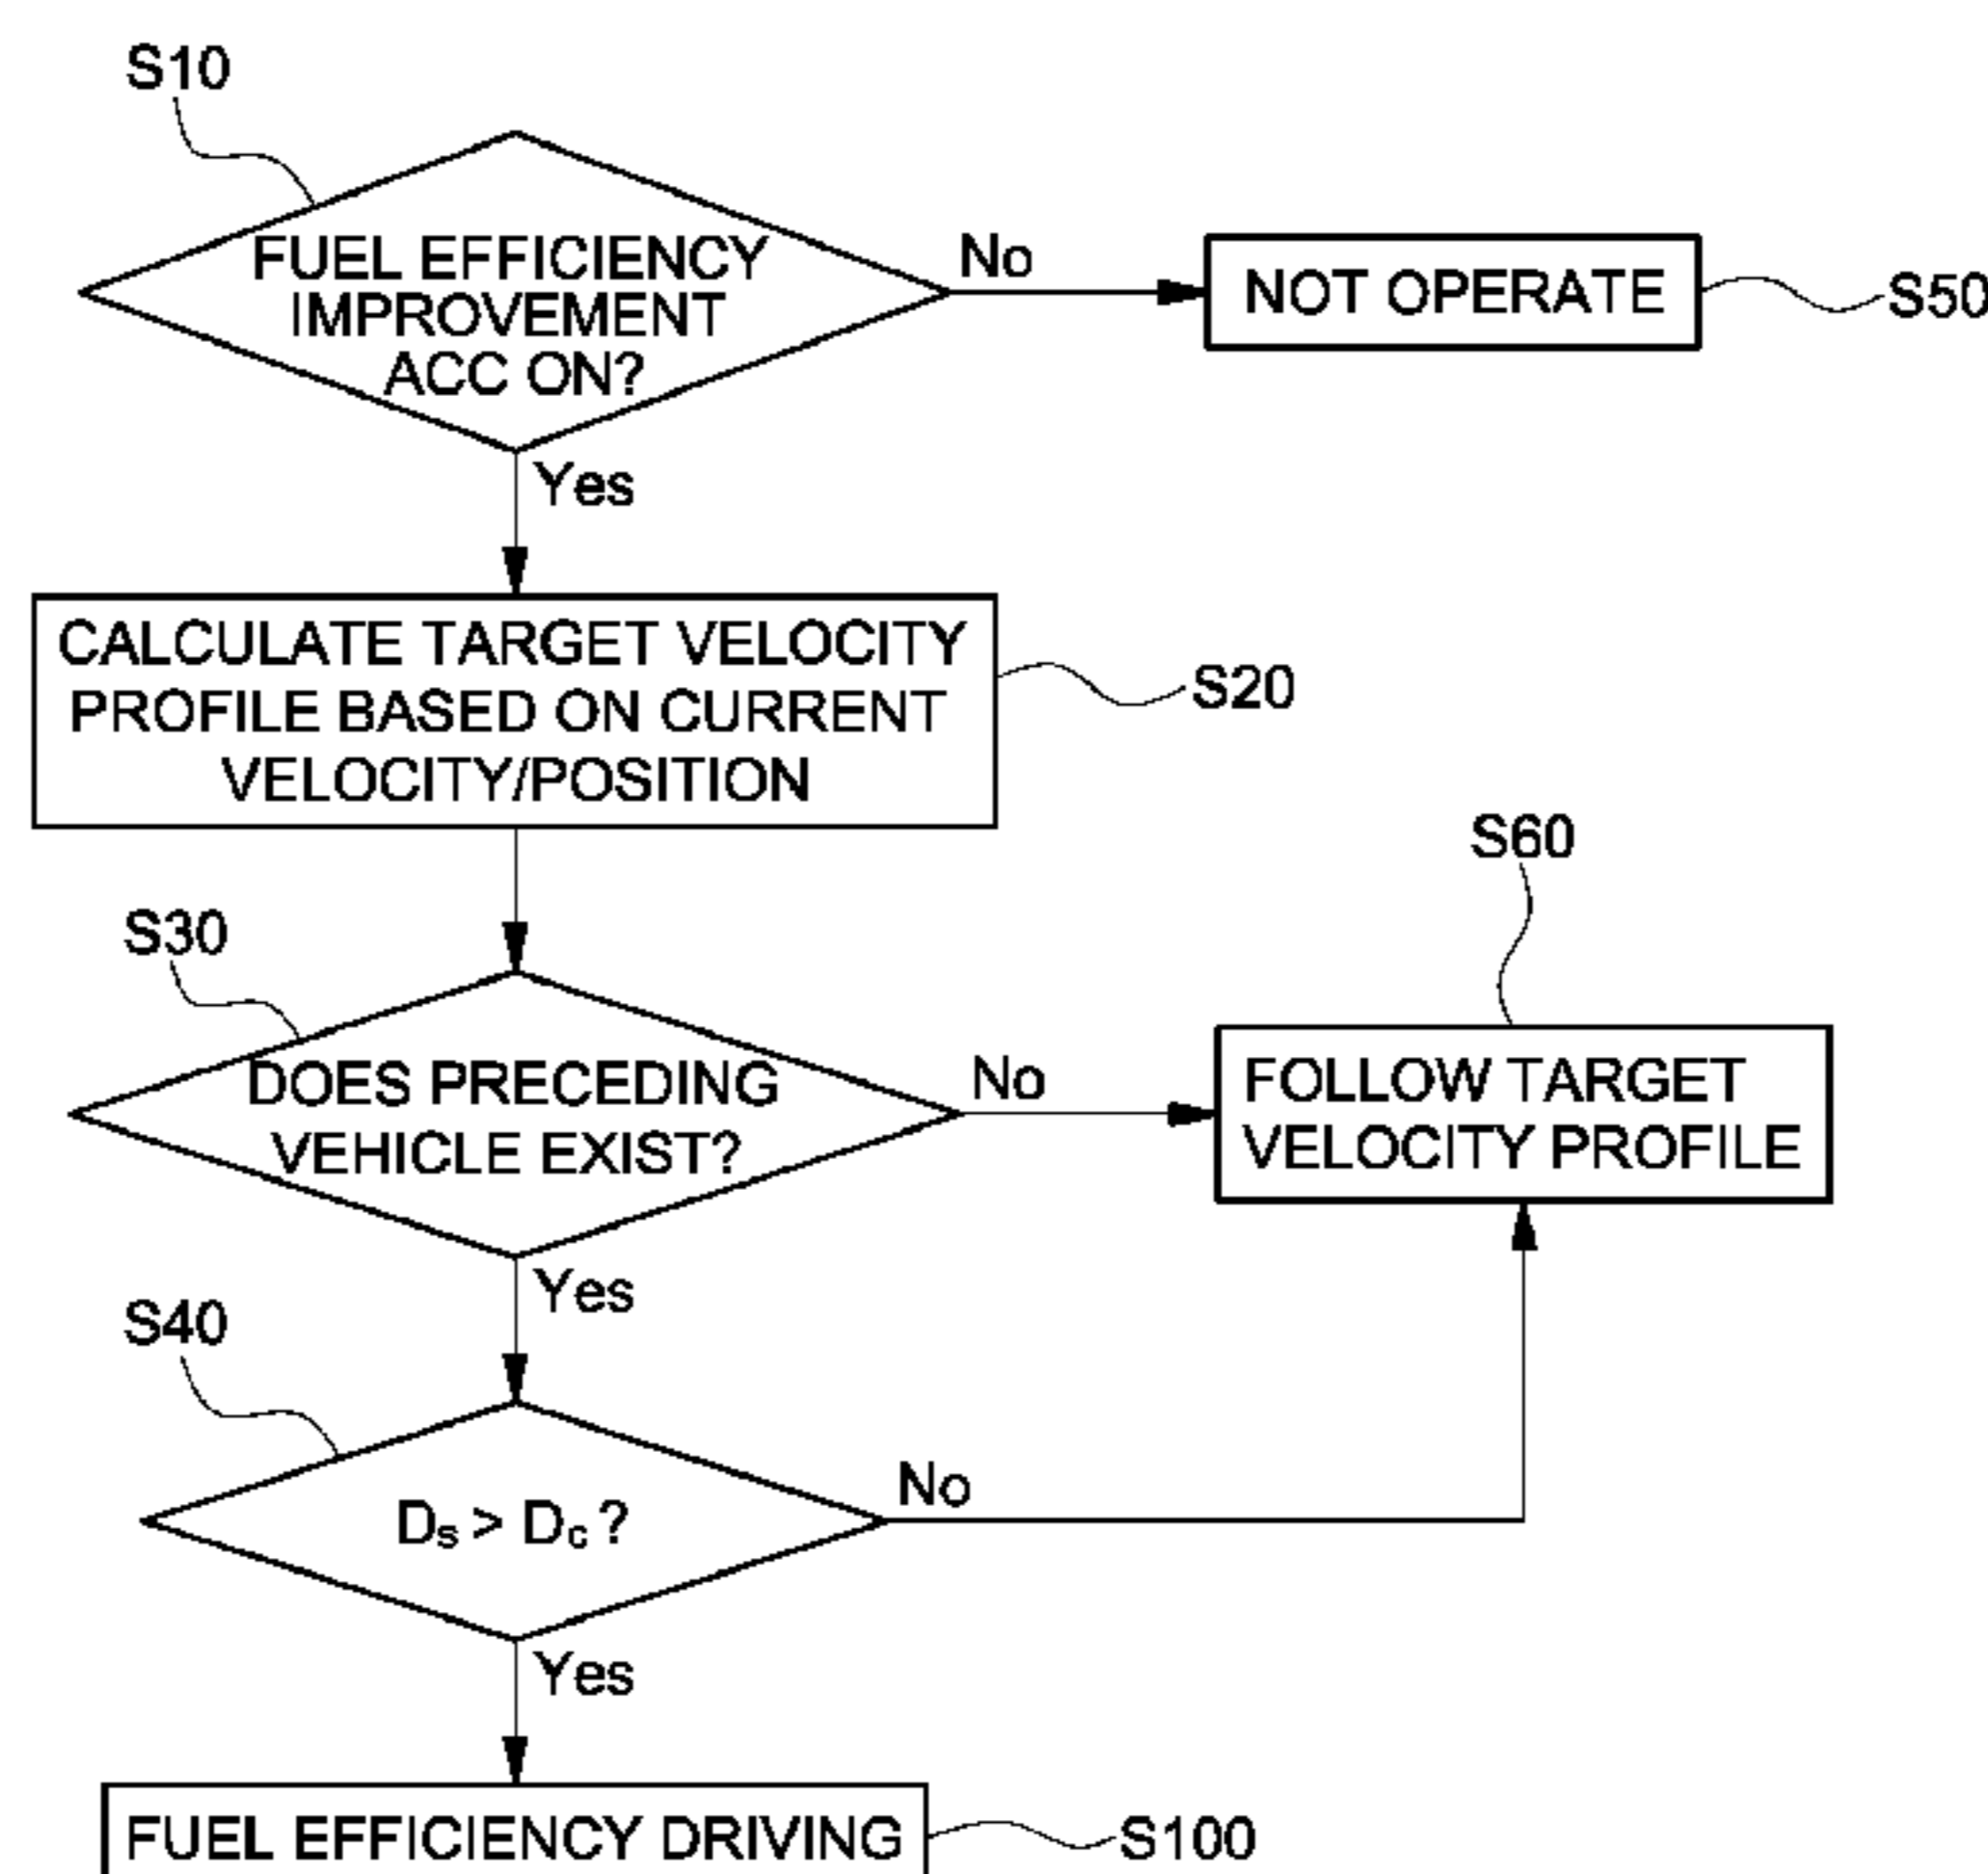 S10
FUEL EFFICIENCY
IMPROVEMENT
ACC ON?
No
NOT OPERATE
S50
Yes
CALCULATE TARGET VELOCITY
PROFILE BASED ON CURRENT
VELOCITY/POSITION
S20
S30
DOES PRECEDING
VEHICLE EXIST?
No
S60
FOLLOW TARGET
VELOCITY PROFILE
Yes
S40
Ds > Dc ?
No
Yes
FUEL EFFICIENCY DRIVING
S100